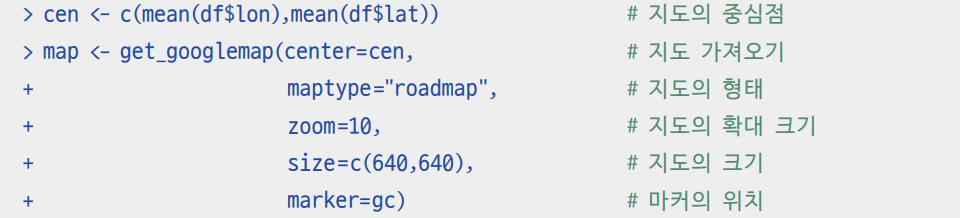 > cen <- c(mean(df$lon),mean(df$lat)) # 지도의 중심점
> map <- get_googlemap(center=cen, # 지도 가져오기
+ maptype="roadmap", # 지도의 형태
+ zoom=10, # 지도의 확대 크기
+ size=c(640,640), # 지도의 크기
+ marker=gc) # 마커의 위치